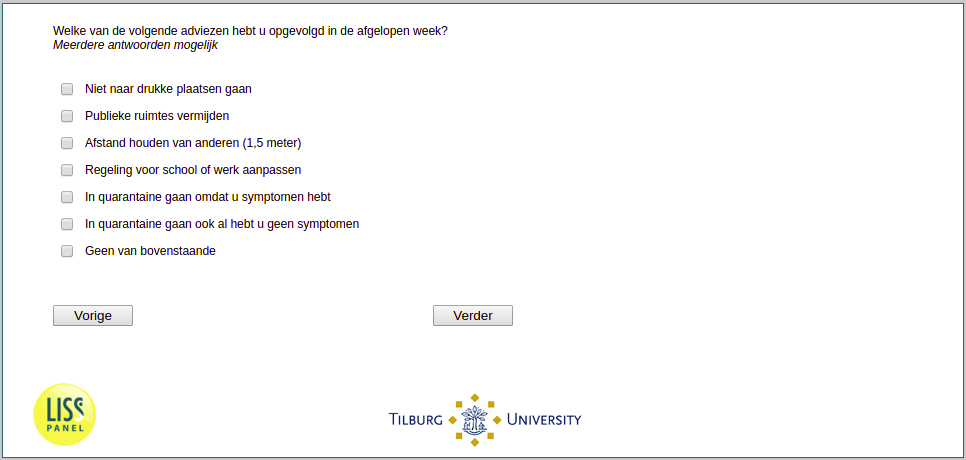 Welke van de volgende adviezen hebt u opgevolgd in de afgelopen week?
Meerdere antwoorden mogelijk
Niet naar drukke plaatsen gaan
Publieke ruimtes vermijden
Afstand houden van anderen (1,5 meter)
Regeling voor school of werk aanpassen
In quarantaine gaan omdat u symptomen hebt
In quarantaine gaan ook al hebt u geen symptomen
Geen van bovenstaande
Vorige
Verder
LISS
PANEL
TILBURG UNIVERSITY